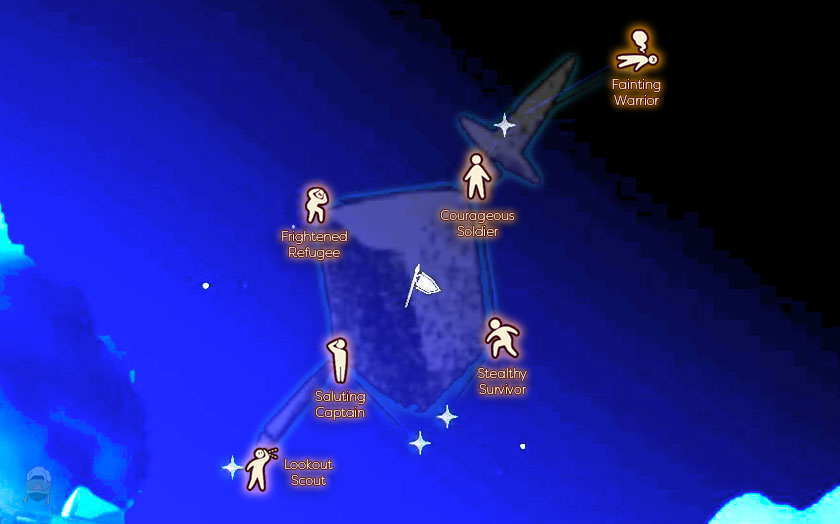 Fainting
Warrior
Courageous
Soldier
Frightened
Refugee
Stealthy
Survivor
Saluting
Captain
Lookout
Scout